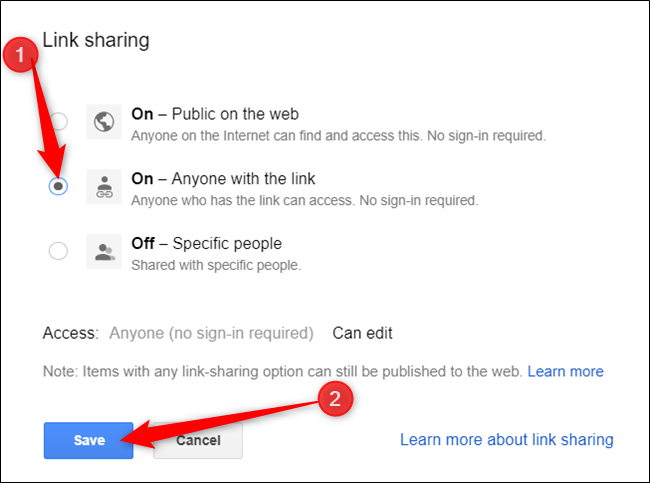 Link sharing
1
On – Public on the web
Anyone on the Internet can find and access this. No sign-in required.
On – Anyone with the link
Anyone who has the link can access. No sign-in required.
Off – Specific people
Shared with specific people.
Access: Anyone (no sign-in required) Can edit
Note: Items with any link-sharing option can still be published to the web. Learn more
2
Save Cancel Learn more about link sharing